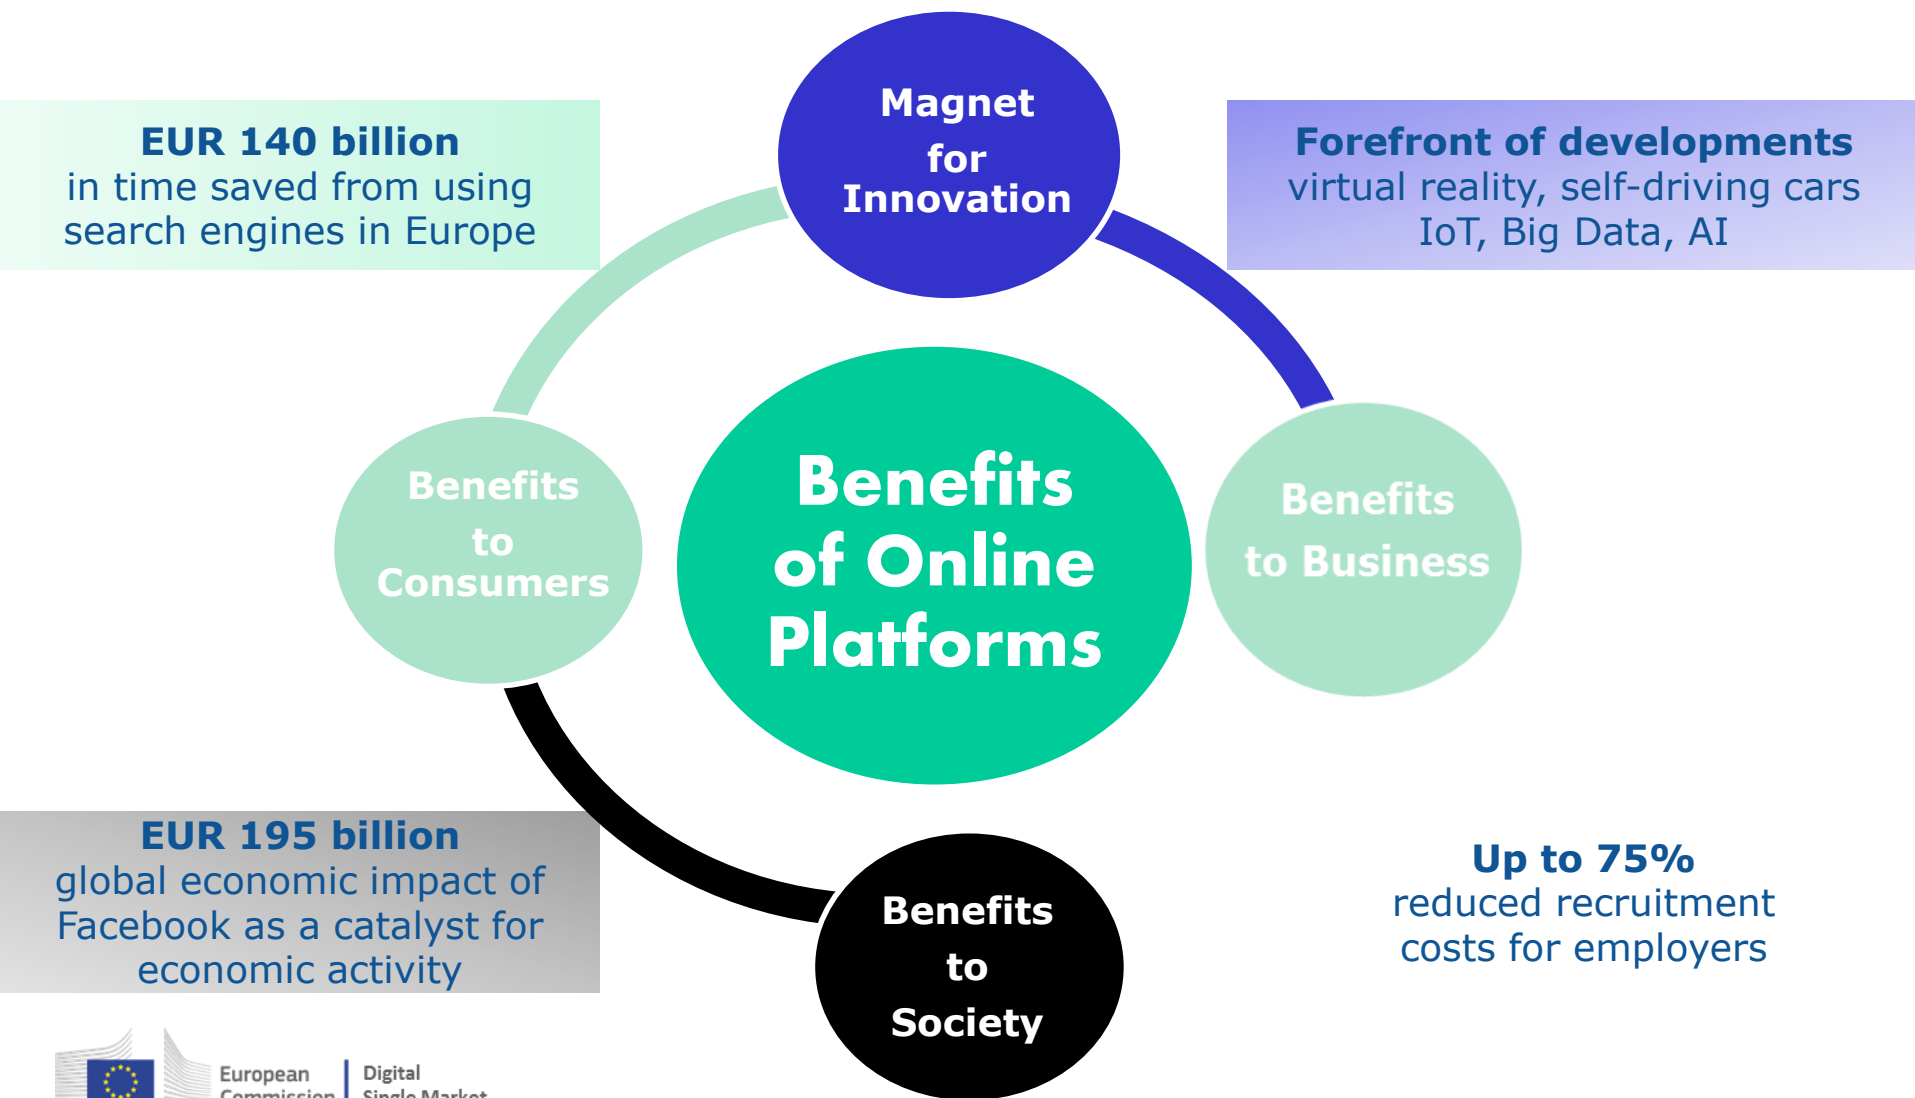 Magnet
for
Innovation
EUR 140 billion
in time saved from using
search engines in Europe
Forefront of developments
virtual reality, self-driving cars
IoT, Big Data, AI
Benefits
to
Consumers
Benefits
of Online
Platforms
Benefits
to Business
EUR 195 billion
global economic impact of
Facebook as a catalyst for
economic activity
Benefits
to
Society
Up to 75%
reduced recruitment
costs for employers
European
Commission
Digital
Single Market